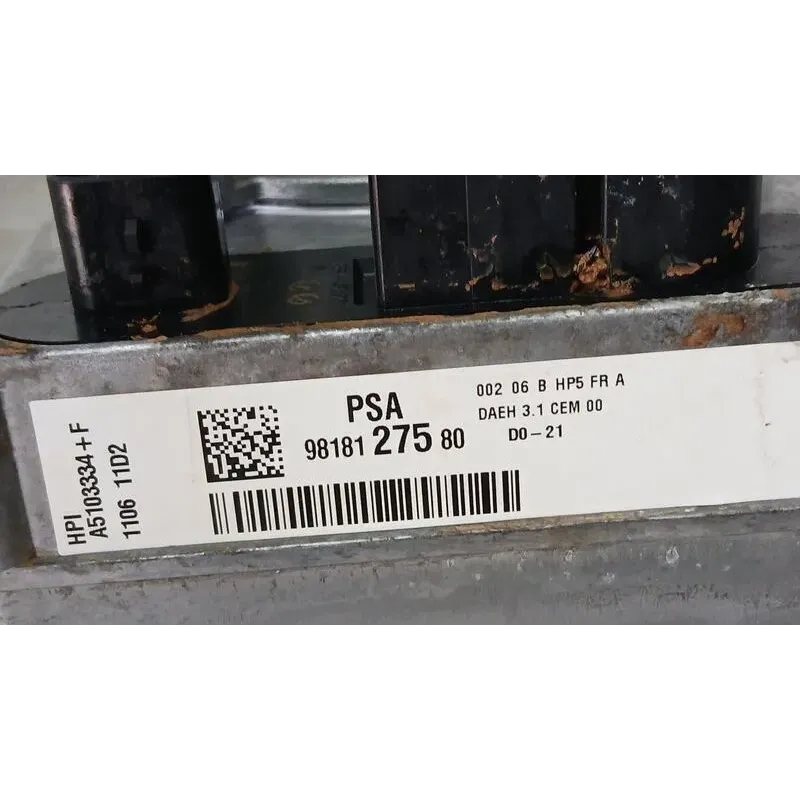 HPI
A5103334+F
1106 11D2
PSA
98181 275 80
002 06 B HP5 FR A
DAEH 3.1 CEM 00
D0-21